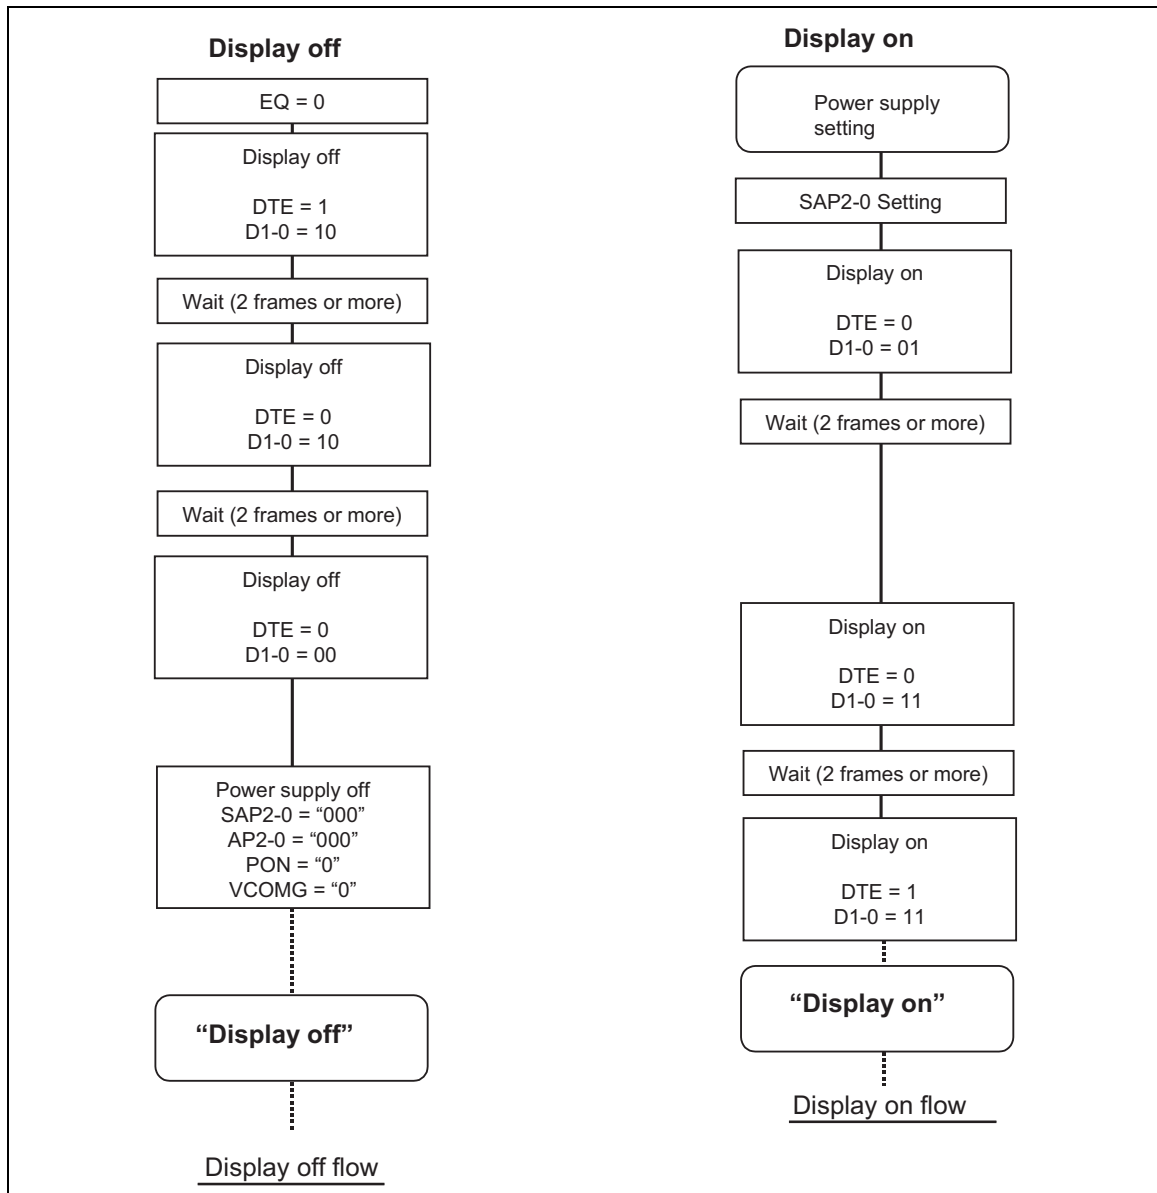 Display off
EQ = 0
Display off
DTE = 1
D1-0 = 10
Wait (2 frames or more)
Display off
DTE = 0
D1-0 = 10
Wait (2 frames or more)
Display off
DTE = 0
D1-0 = 00
Power supply off
SAP2-0 = “000”
AP2-0 = “000”
PON = “0”
VCOMG = “0”
“Display off”
Display off flow
Display on
Power supply
setting
SAP2-0 Setting
Display on
DTE = 0
D1-0 = 01
Wait (2 frames or more)
Display on
DTE = 0
D1-0 = 11
Wait (2 frames or more)
Display on
DTE = 1
D1-0 = 11
“Display on”
Display on flow